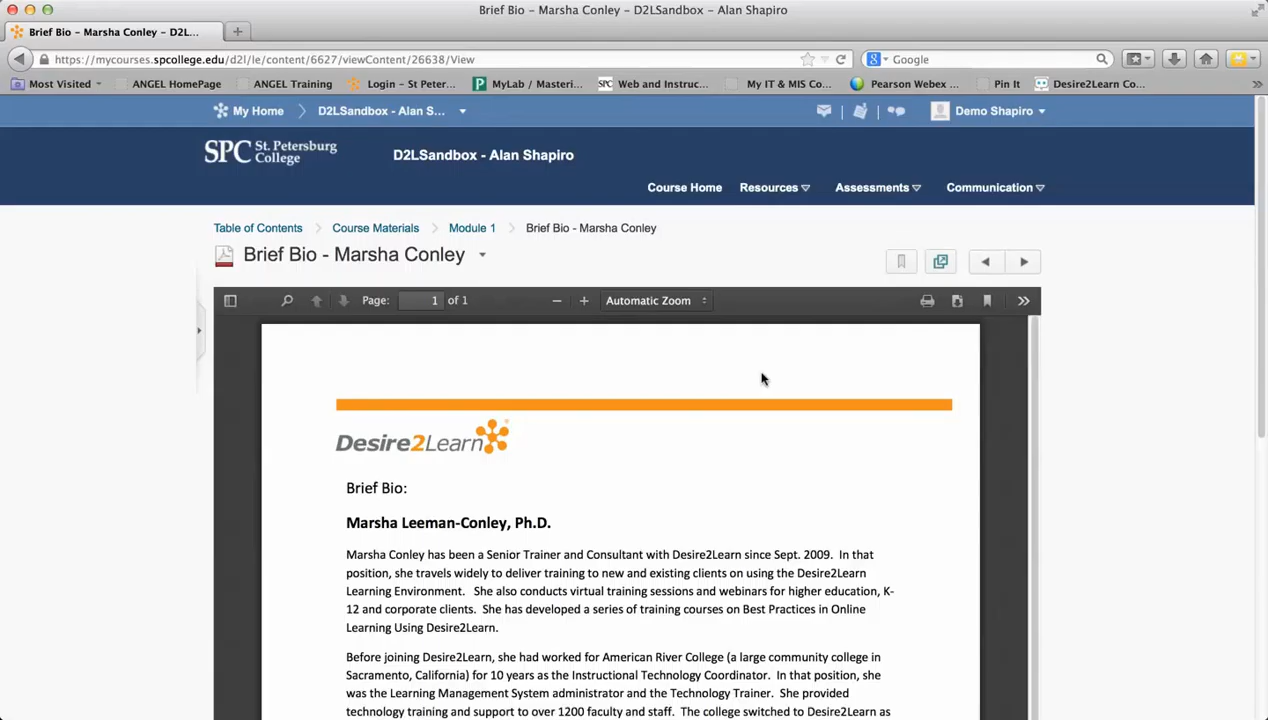 Brief Bio - Marsha Conley - D2LSandbox - Alan Shapiro
Brief Bio - Marsha Conley - D2L...
https://mycourses.spcollege.edu/d2l/le/content/6627/viewContent/26638/View
Google
Most Visited
ANGEL HomePage
ANGEL Training
Login - St Peter...
MyLab / Masteri...
SPC Web and Instruc...
My IT & MIS Co...
Pearson Webex ...
Pin It
Desire2Learn Co...
My Home
D2LSandbox - Alan S...
Demo Shapiro
SPC St. Petersburg College
D2LSandbox - Alan Shapiro
Course Home
Resources
Assessments
Communication
Table of Contents
Course Materials
Module 1
Brief Bio - Marsha Conley
Brief Bio - Marsha Conley
Page: 1 of 1
Automatic Zoom
Desire2Learn
Brief Bio:
Marsha Leeman-Conley, Ph.D.
Marsha Conley has been a Senior Trainer and Consultant with Desire2Learn since Sept. 2009. In that
position, she travels widely to deliver training to new and existing clients on using the Desire2Learn
Learning Environment. She also conducts virtual training sessions and webinars for higher education, K-
12 and corporate clients. She has developed a series of training courses on Best Practices in Online
Learning Using Desire2Learn.
Before joining Desire2Learn, she had worked for American River College (a large community college in
Sacramento, California) for 10 years as the Instructional Technology Coordinator. In that position, she
was the Learning Management System administrator and the Technology Trainer. She provided
technology training and support to over 1200 faculty and staff. The college switched to Desire2Learn as